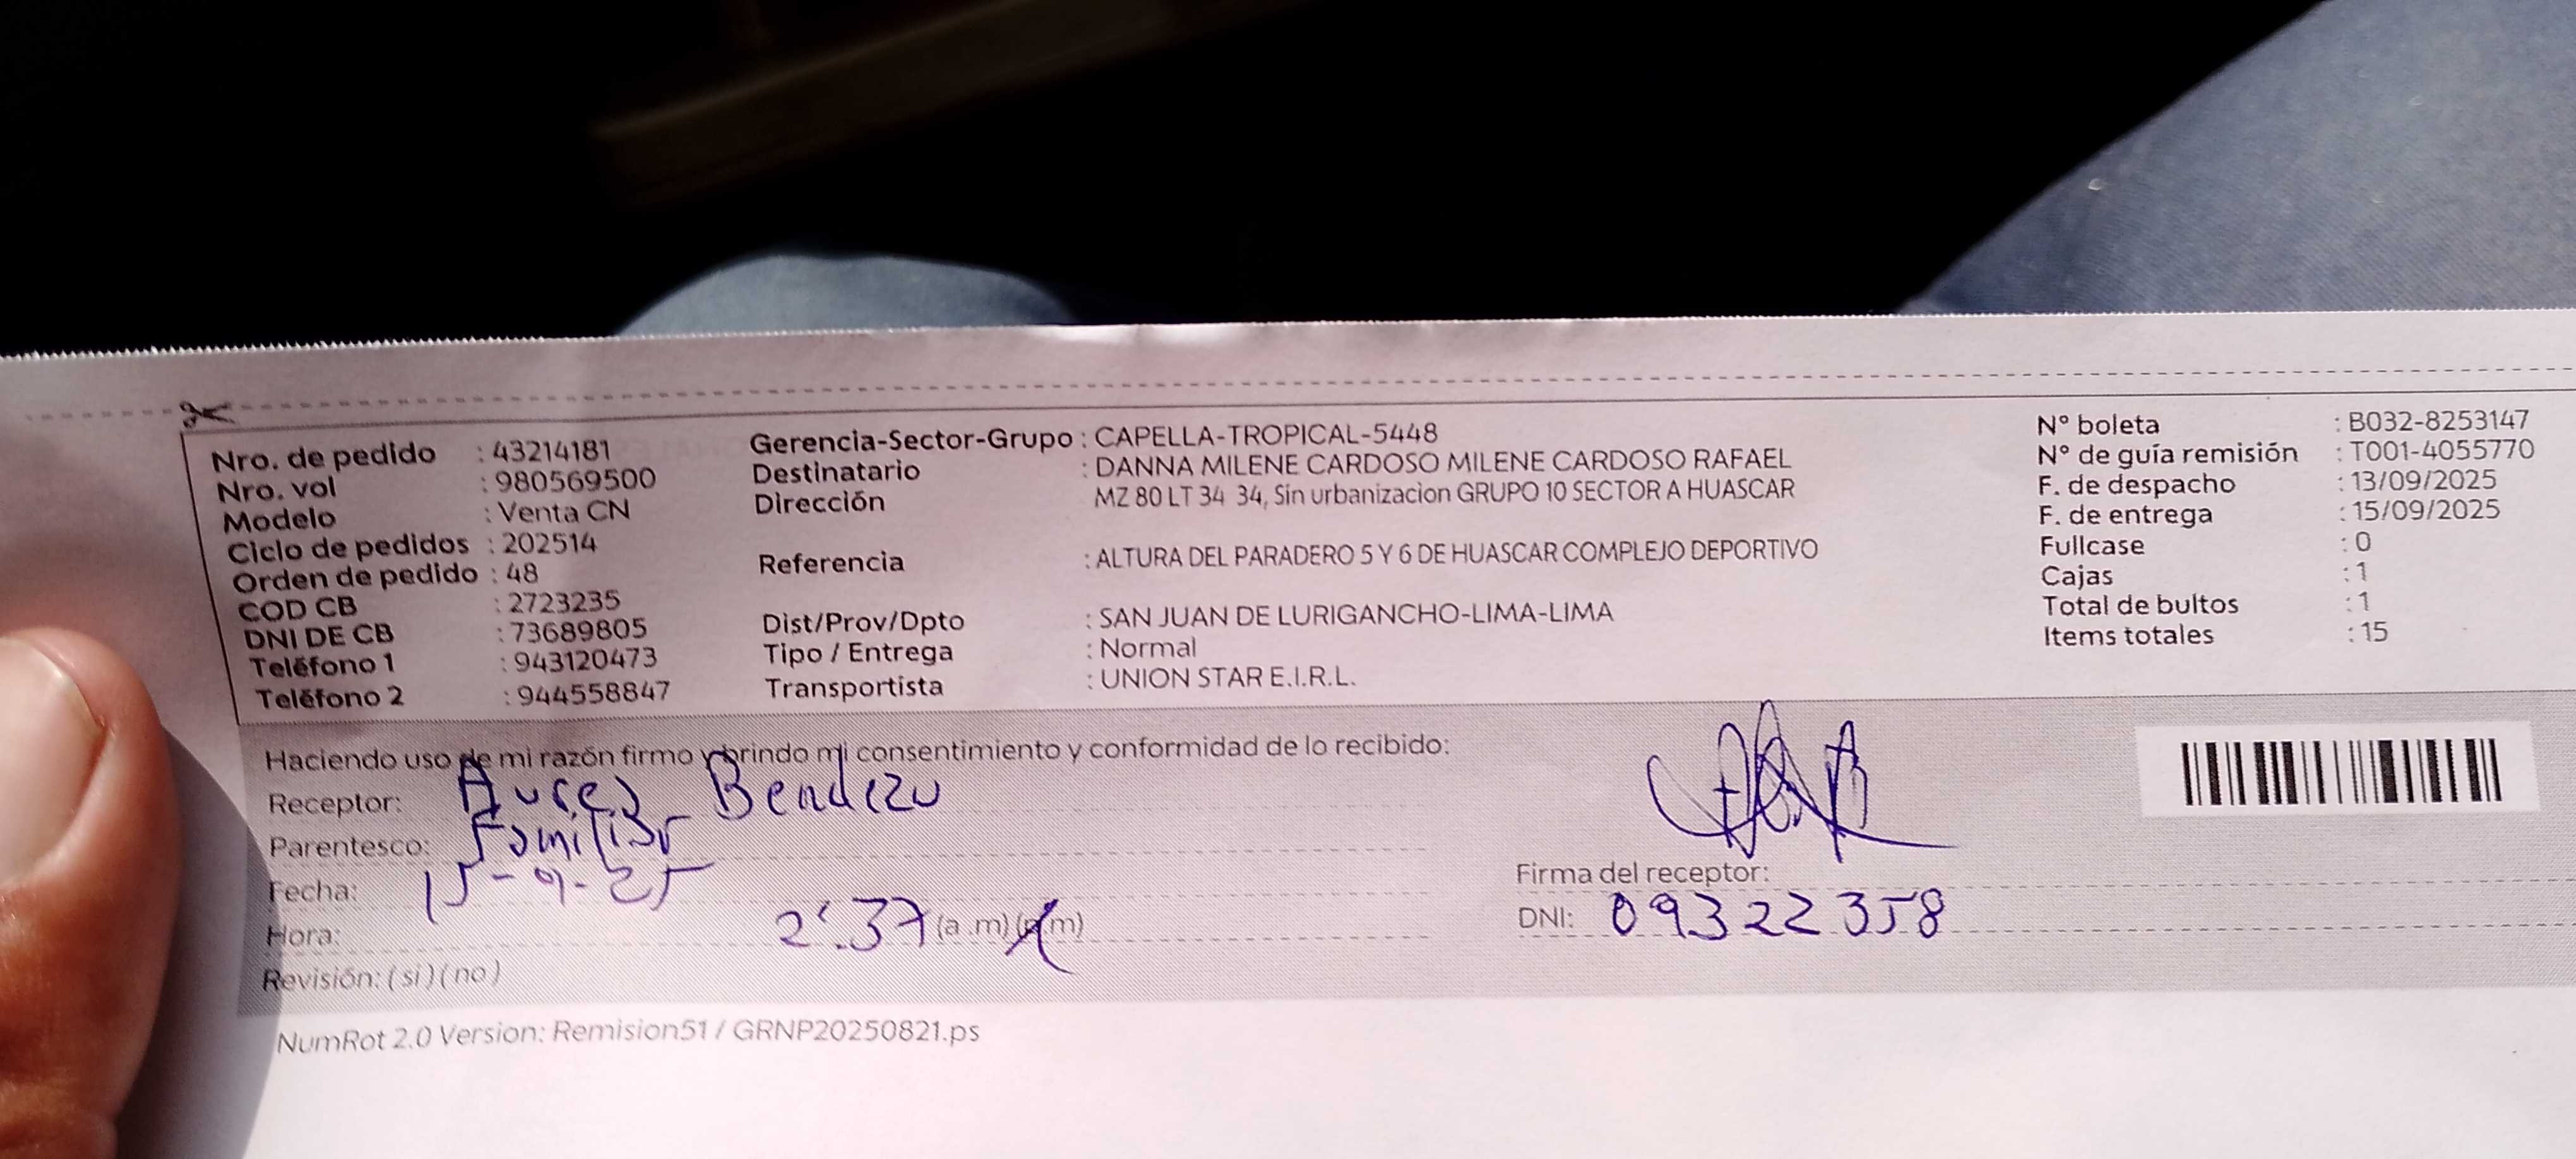 Nro. de pedido : 43214181
Nro. vol : 980569500
Modelo : Venta CN
Ciclo de pedidos : 202514
Orden de pedido : 48
COD CB : 2723235
DNI DE CB : 73689805
Teléfono 1 : 943120473
Teléfono 2 : 944558847
Gerencia-Sector-Grupo : CAPELLA-TROPICAL-5448
Destinatario : DANNA MILENE CARDOSO MILENE CARDOSO RAFAEL
Dirección MZ 80 LT 34 34, Sin urbanizacion GRUPO 10 SECTOR A HUASCAR
Referencia : ALTURA DEL PARADERO 5 Y 6 DE HUASCAR COMPLEJO DEPORTIVO
Dist/Prov/Dpto : SAN JUAN DE LURIGANCHO-LIMA-LIMA
Tipo / Entrega : Normal
Transportista : UNION STAR E.I.R.L.
N° boleta : B032-8253147
N° de guía remisión : T001-4055770
F. de despacho : 13/09/2025
F. de entrega : 15/09/2025
Fullcase : 0
Cajas : 1
Total de bultos : 1
Items totales : 15
Haciendo uso de mi razón firmo y brindo mi consentimiento y conformidad de lo recibido:
Receptor: Bendezu
Parentesco: Familiar
Fecha: 15-9-25
Hora: 2:37 (a.m) (p.m)
Revisión: (si) (no)
Firma del receptor:
DNI: 09322358
NumRot 2.0 Version: Remision51 / GRNP20250821.ps